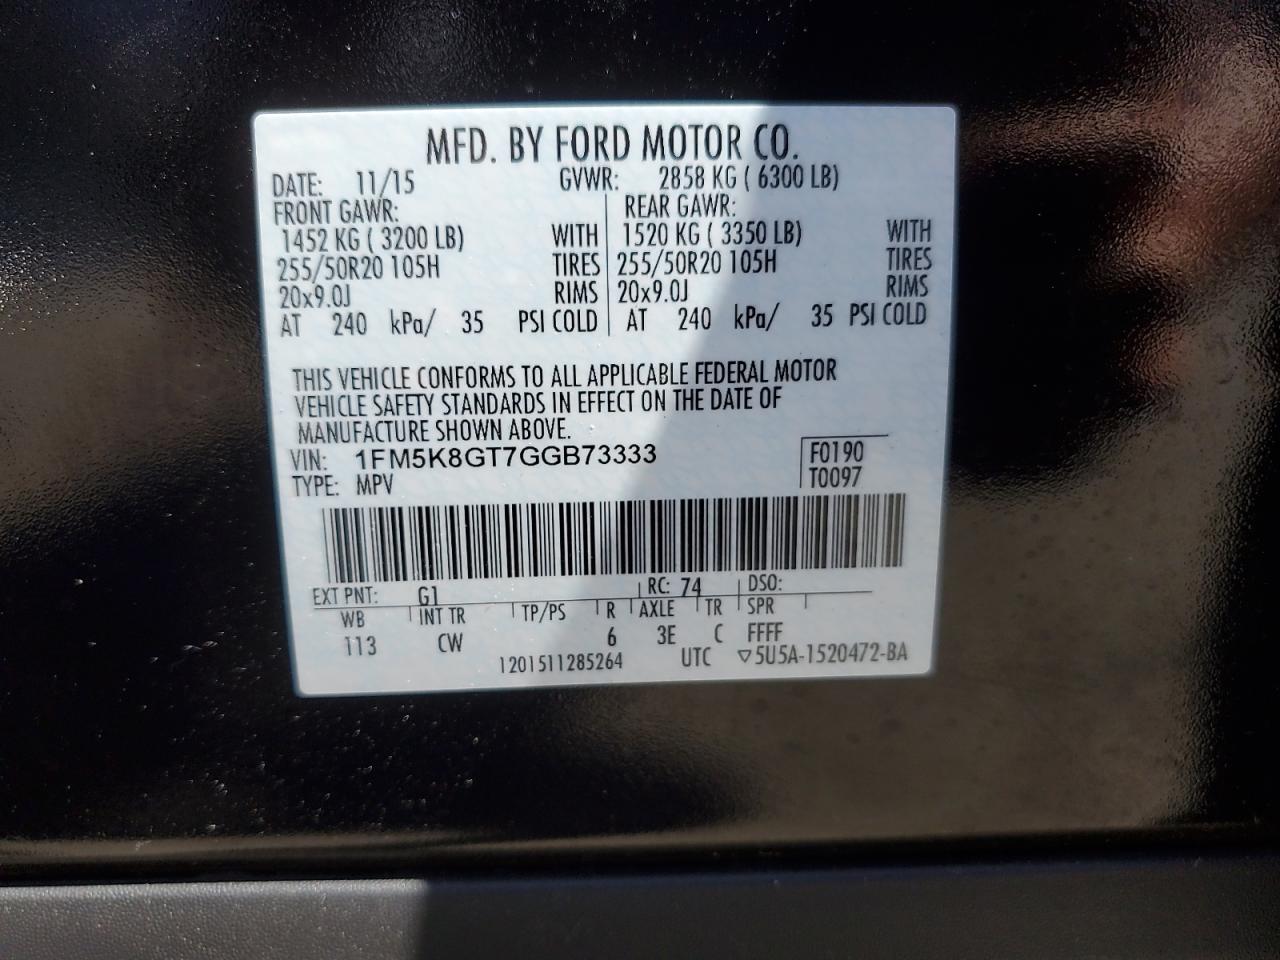 MFD. BY FORD MOTOR CO.
DATE: 11/15 GVWR: 2858 KG ( 6300 LB)
FRONT GAWR: REAR GAWR:
1452 KG ( 3200 LB) WITH 1520 KG ( 3350 LB) WITH
255/50R20 105H TIRES 255/50R20 105H TIRES
20x9.0J RIMS 20x9.0J RIMS
AT 240 kPa/ 35 PSI COLD AT 240 kPa/ 35 PSI COLD
THIS VEHICLE CONFORMS TO ALL APPLICABLE FEDERAL MOTOR
VEHICLE SAFETY STANDARDS IN EFFECT ON THE DATE OF
MANUFACTURE SHOWN ABOVE.
VIN: 1FM5K8GT7GGB73333 F0190
TYPE: MPV T0097
EXT PNT: G1 RC: 74 DSO:
WB INT TR TP/PS R AXLE TR SPR
113 CW 6 3E C FFFF
1201511285264 UTC ▽5U5A-1520472-BA